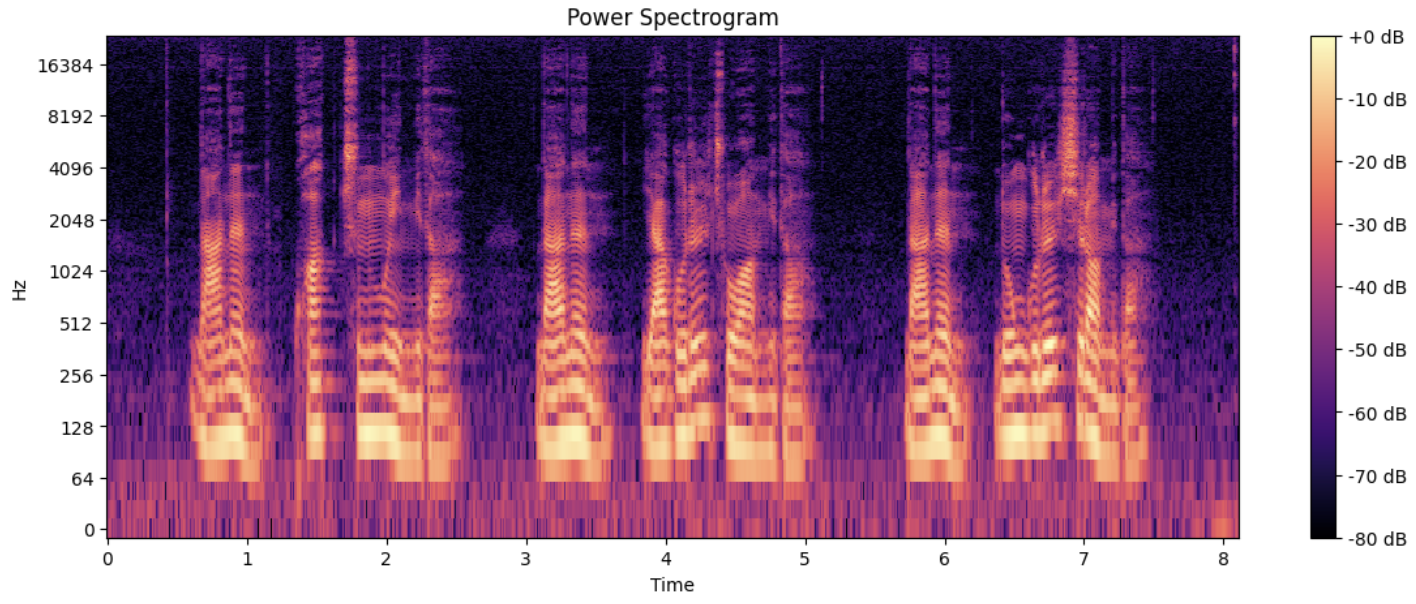 Power Spectrogram
16384
8192
4096
2048
1024
512
256
128
64
0
Hz
0 1 2 3 4 5 6 7 8
Time
+0 dB
-10 dB
-20 dB
-30 dB
-40 dB
-50 dB
-60 dB
-70 dB
-80 dB